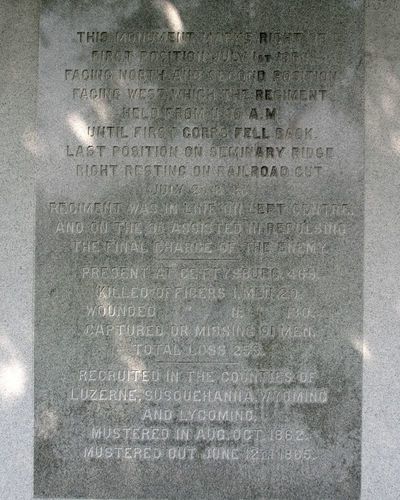 THIS MONUMENT MARKS RIGHT OF
FIRST POSITION JULY 1ST 1863
FACING NORTH AND SECOND POSITION
FACING WEST WHICH THE REGIMENT
HELD FROM A.M.
UNTIL FIRST CORPS FELL BACK.
LAST POSITION ON SEMINARY RIDGE
RIGHT RESTING ON RAILROAD CUT
JULY 2D
REGIMENT WAS IN LINE ON LEFT CENTRE,
AND ON THE 3D ASSISTED IN REPULSING
THE FINAL CHARGE OF THE ENEMY
PRESENT AT GETTYSBURG,
KILLED OFFICERS 1, MEN
WOUNDED "
CAPTURED OR MISSING 91 MEN.
TOTAL LOSS
RECRUITED IN THE COUNTIES OF
LUZERNE, SUSQUEHANNA, WYOMING
AND LYCOMING,
MUSTERED IN AUG. OCT. 1862.
MUSTERED OUT JUNE 1865.